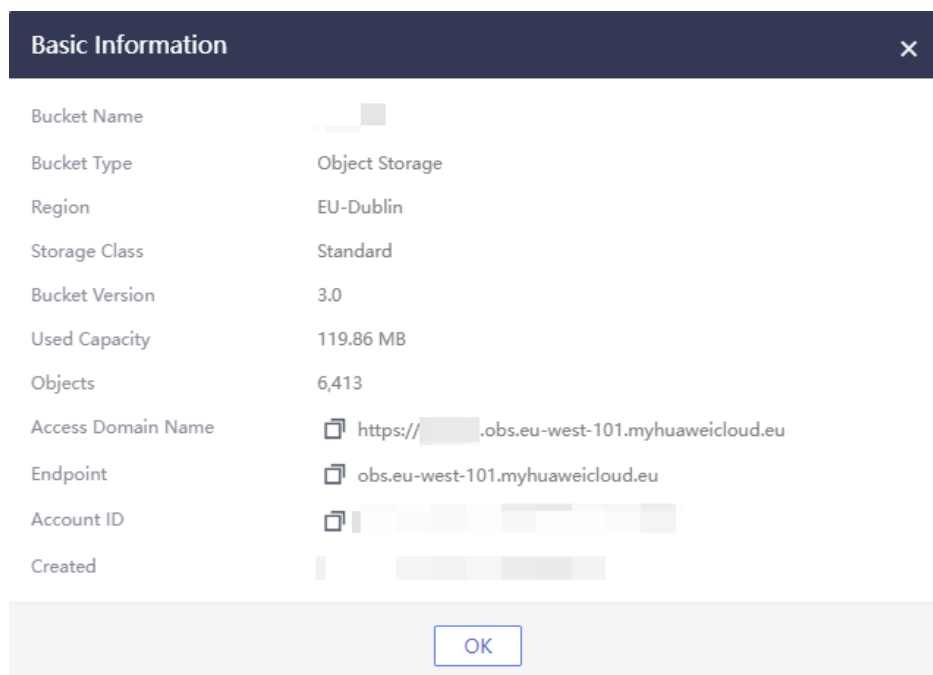 Basic Information
Bucket Name
Bucket Type Object Storage
Region EU-Dublin
Storage Class Standard
Bucket Version 3.0
Used Capacity 119.86 MB
Objects 6,413
Access Domain Name https:// .obs.eu-west-101.myhuaweicloud.eu
Endpoint obs.eu-west-101.myhuaweicloud.eu
Account ID
Created
OK